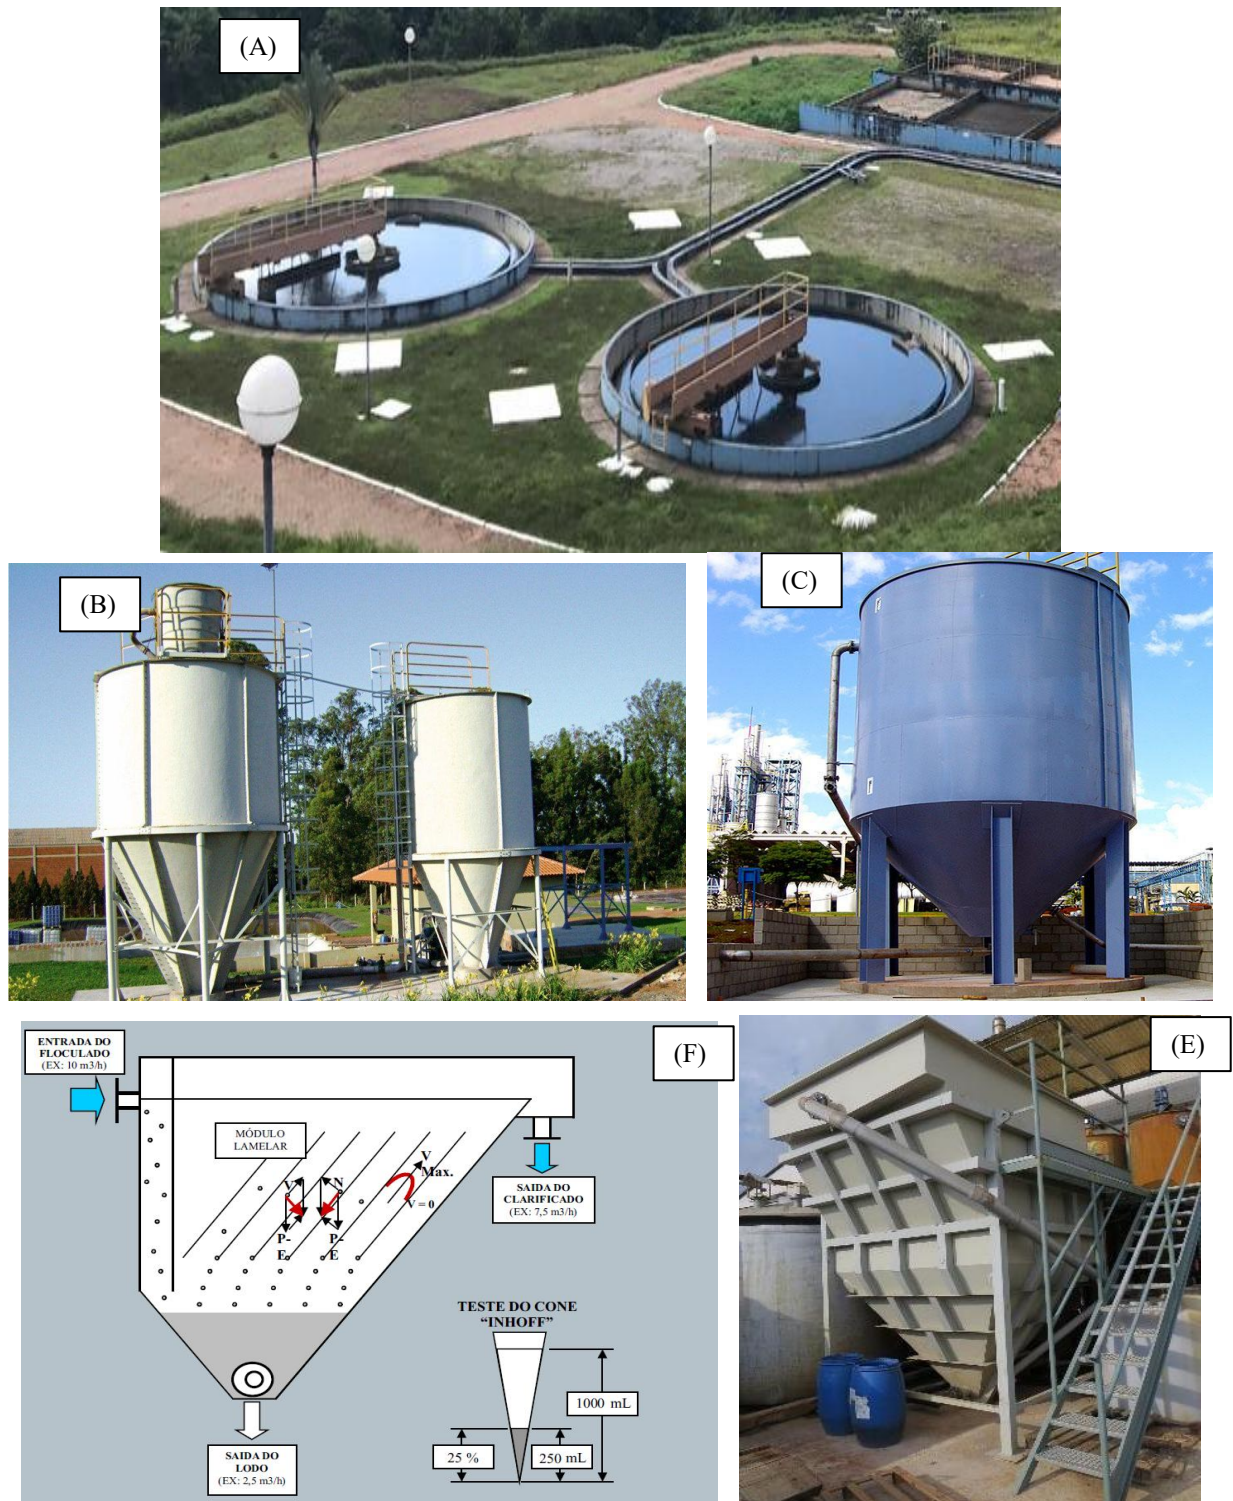 (A)
(B)
(C)
(F)
(E)
ENTRADA DO
FLOCULADO
(EX: 10 m3/h)
MÓDULO
LAMELAR
V
Max.
V
N
V = 0
P-
E
P-
E
SAIDA DO
CLARIFICADO
(EX: 7,5 m3/h)
TESTE DO CONE
“INHOFF”
1000 mL
25 %
250 mL
SAIDA DO
LODO
(EX: 2,5 m3/h)